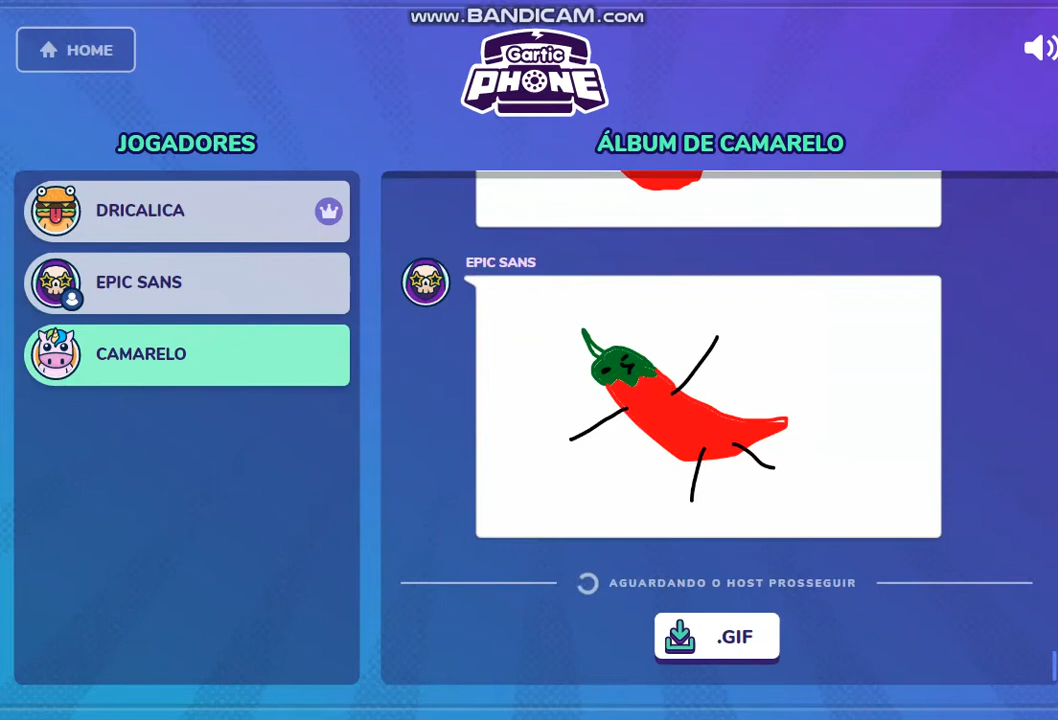 www.BANDICAM.com
HOME
Gartic
PHONE
JOGADORES
ÁLBUM DE CAMARELO
DRICALICA
EPIC SANS
EPIC SANS
CAMARELO
AGUARDANDO O HOST PROSSEGUIR
.GIF